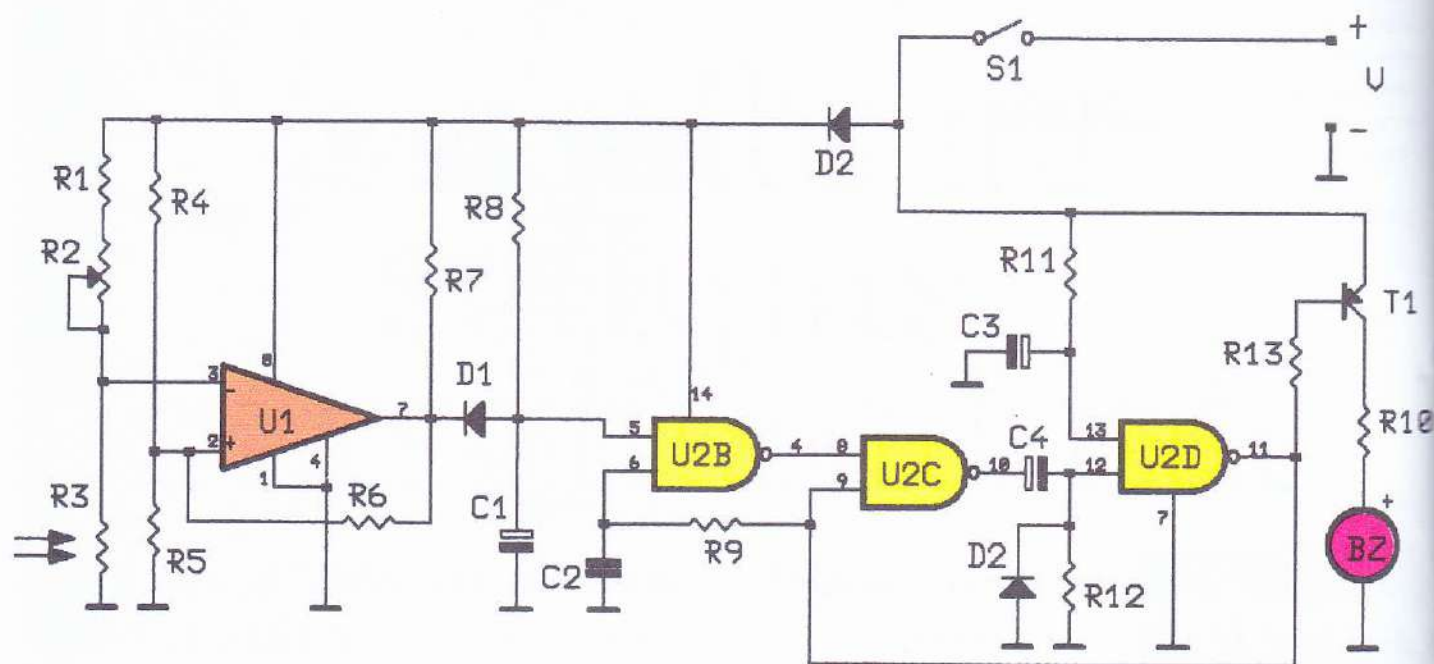 +
S1
V
-
D2
R1
R4
R8
R2
R7
R11
T1
C3
R13
3
-
8
D1
14
U1
7
R10
2
+
5
13
4
8
C4
U2B
U2D
11
6
U2C
10
12
1
4
9
R3
R6
C1
7
+
R5
R9
D2
BZ
C2
R12